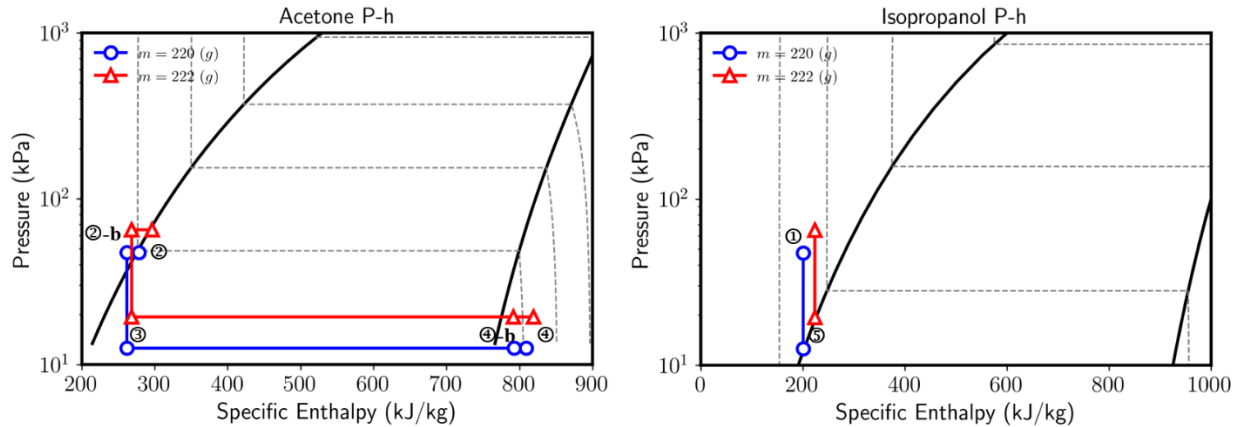 Acetone P-h
10³
m = 220 (g)
m = 222 (g)
10²
10¹
②-b
②
③
④-b
④
200 300 400 500 600 700 800 900
Pressure (kPa)
Specific Enthalpy (kJ/kg)
Isopropanol P-h
10³
m = 220 (g)
m = 222 (g)
10²
10¹
①
⑤
0 200 400 600 800 1000
Pressure (kPa)
Specific Enthalpy (kJ/kg)